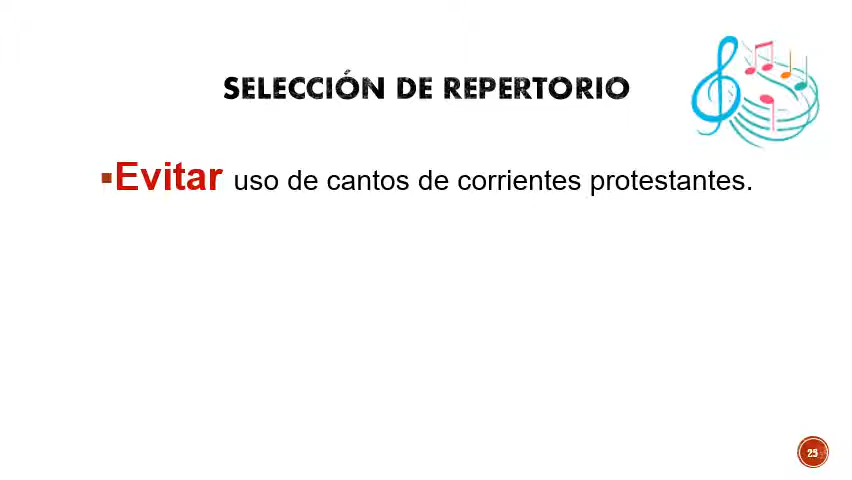 SELECCIÓN DE REPERTORIO
▪Evitar uso de cantos de corrientes protestantes.
25